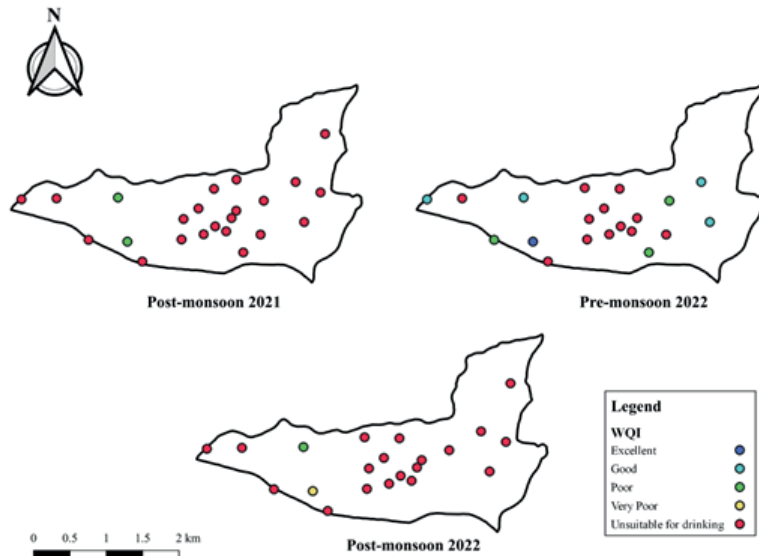 N
Post-monsoon 2021
Pre-monsoon 2022
Post-monsoon 2022
Legend
WQI
Excellent
Good
Poor
Very Poor
Unsuitable for drinking
0 0.5 1 1.5 2 km